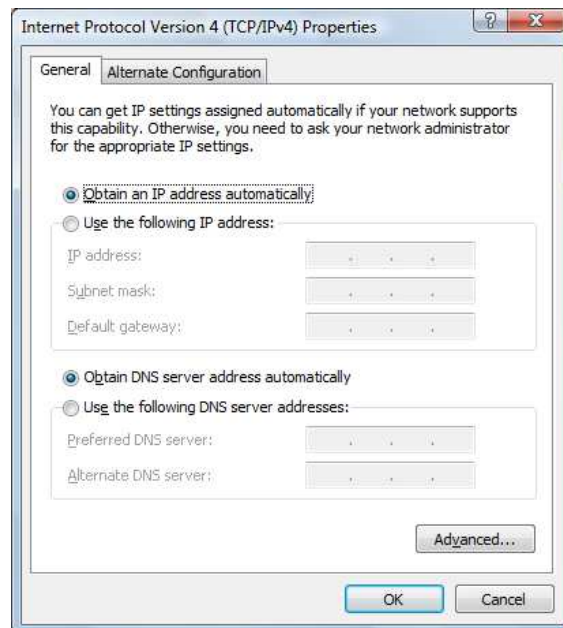 Internet Protocol Version 4 (TCP/IPv4) Properties
General
Alternate Configuration
You can get IP settings assigned automatically if your network supports
this capability. Otherwise, you need to ask your network administrator
for the appropriate IP settings.
Obtain an IP address automatically
Use the following IP address:
IP address:
Subnet mask:
Default gateway:
Obtain DNS server address automatically
Use the following DNS server addresses:
Preferred DNS server:
Alternate DNS server:
Advanced...
OK
Cancel